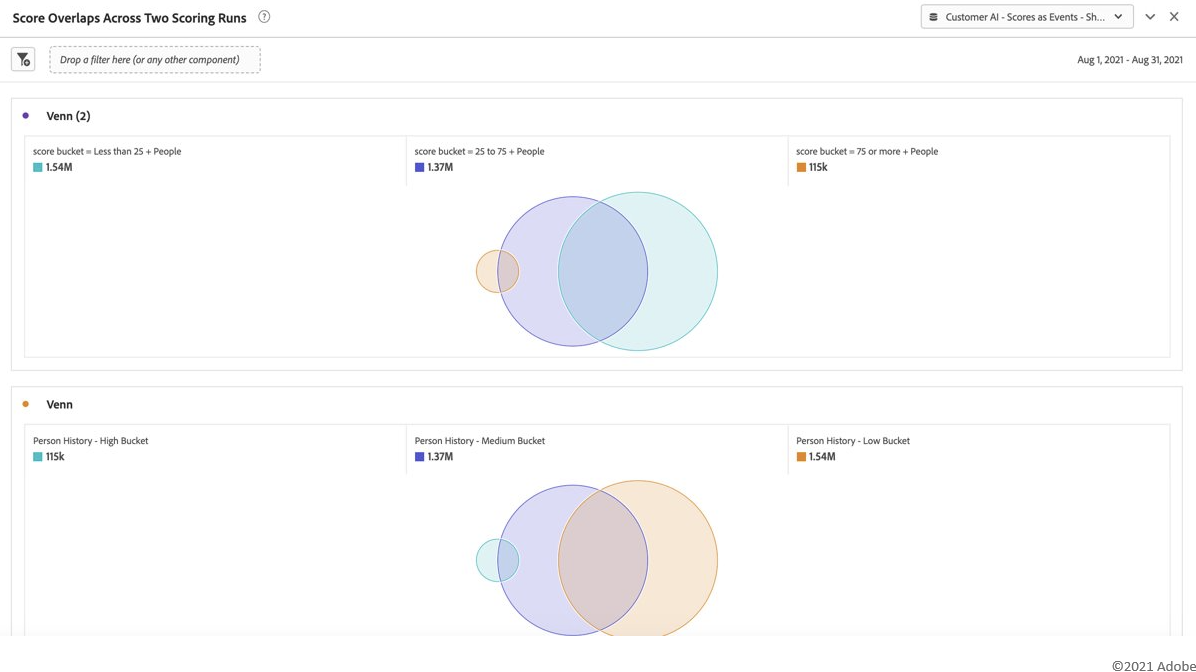 Score Overlaps Across Two Scoring Runs ?
Customer AI - Scores as Events - Sh...
Drop a filter here (or any other component)
Aug 1, 2021 - Aug 31, 2021
Venn (2)
score bucket = Less than 25 + People
1.54M
score bucket = 25 to 75 + People
1.37M
score bucket = 75 or more + People
115k
Venn
Person History - High Bucket
115k
Person History - Medium Bucket
1.37M
Person History - Low Bucket
1.54M
©2021 Adobe